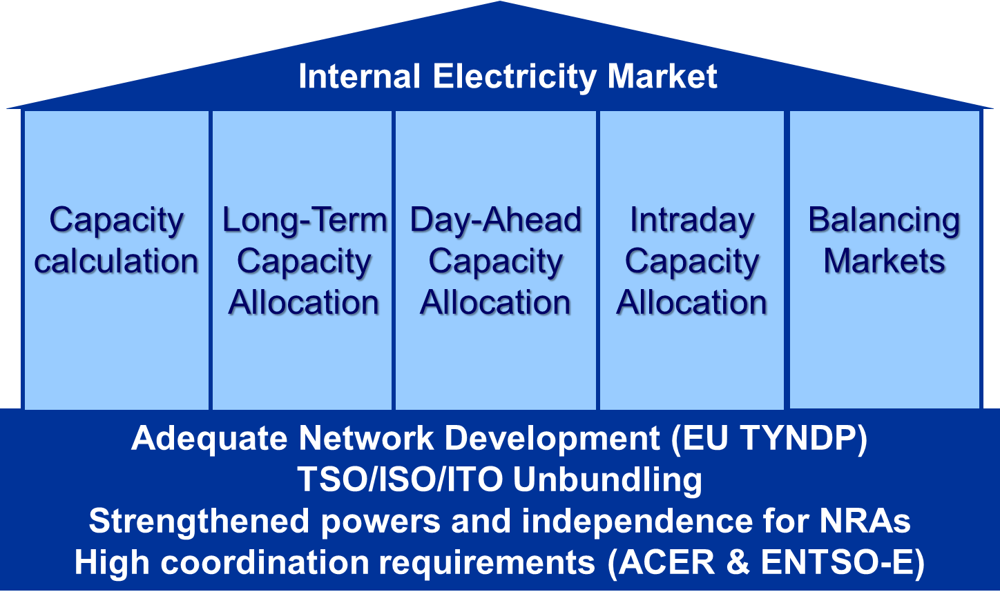 Internal Electricity Market
Capacity
calculation
Long-Term
Capacity
Allocation
Day-Ahead
Capacity
Allocation
Intraday
Capacity
Allocation
Balancing
Markets
Adequate Network Development (EU TYNDP)
TSO/ISO/ITO Unbundling
Strengthened powers and independence for NRAs
High coordination requirements (ACER & ENTSO-E)